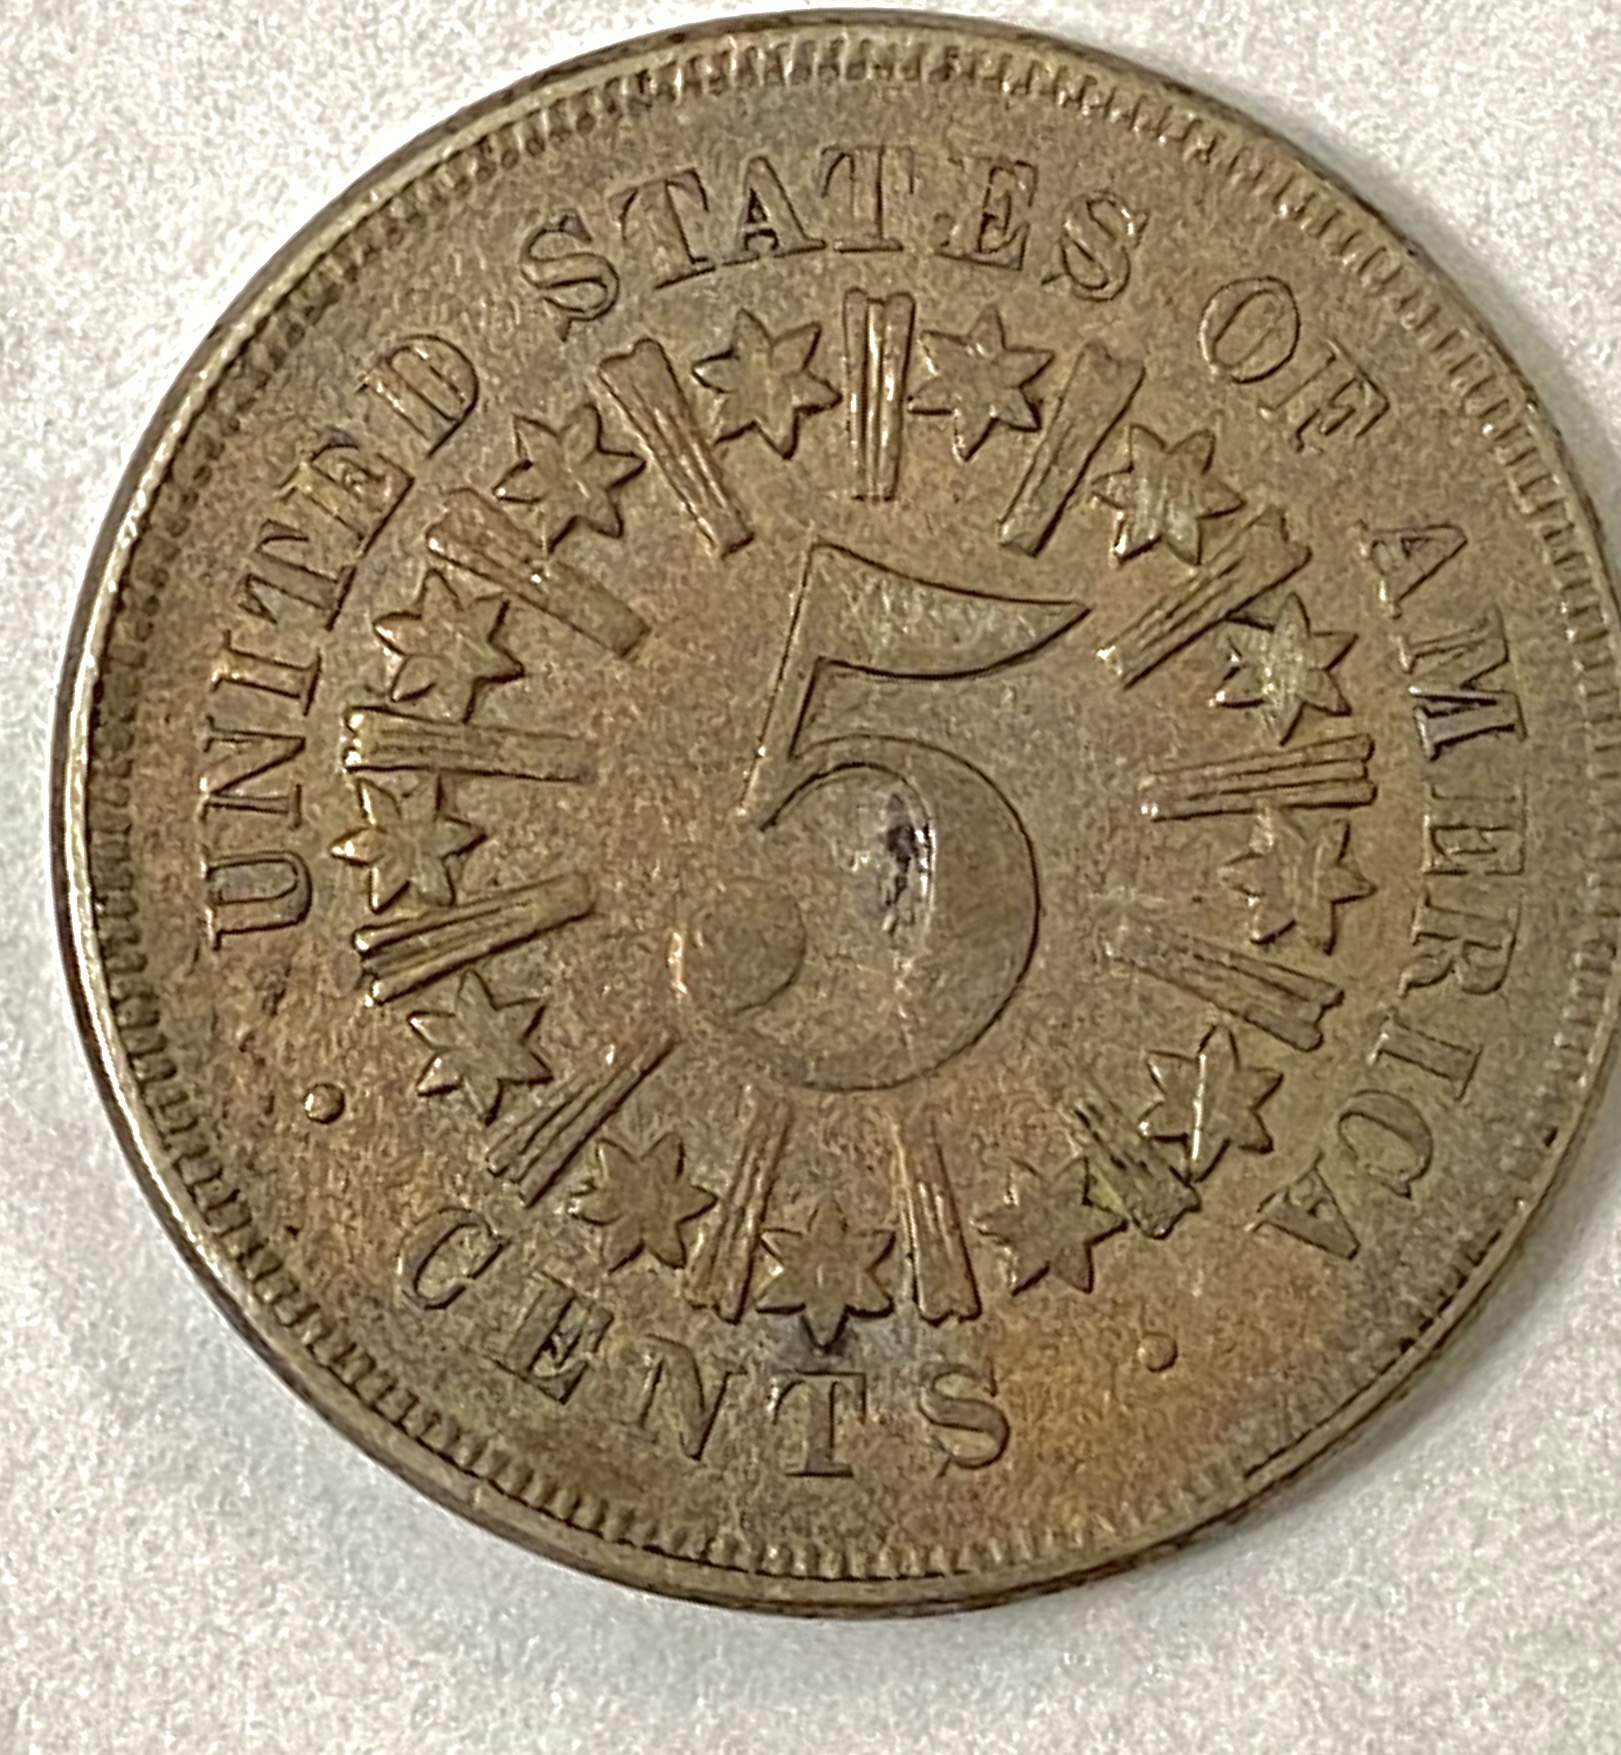 UNITED STATES OF AMERICA
5
· CENTS ·